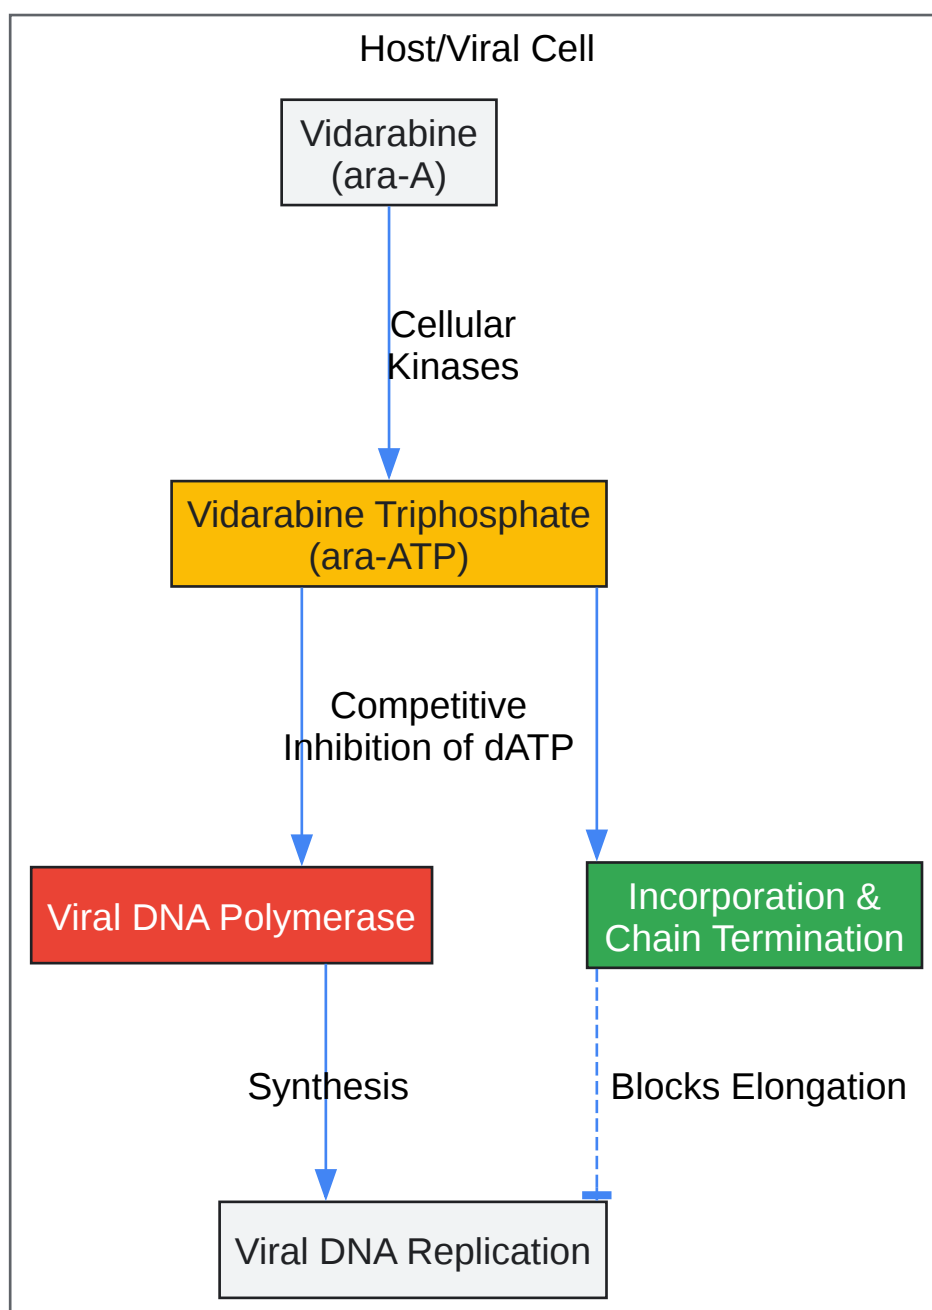 Host/Viral Cell
Vidarabine
(ara-A)
Cellular
Kinases
Vidarabine Triphosphate
(ara-ATP)
Competitive
Inhibition of dATP
Viral DNA Polymerase
Incorporation &
Chain Termination
Synthesis
Blocks Elongation
Viral DNA Replication